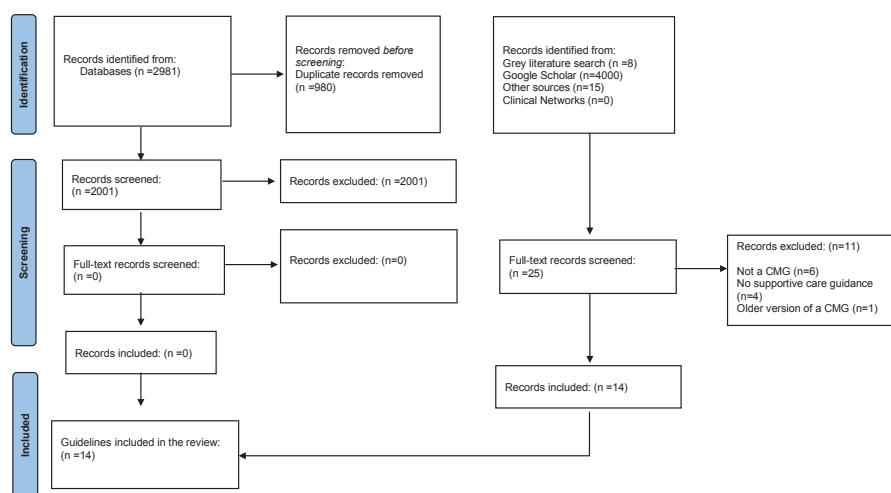 Identification
Records identified from:
Databases (n =2981)
Records removed before
screening:
Duplicate records removed
(n =980)
Records identified from:
Grey literature search (n =8)
Google Scholar (n=4000)
Other sources (n=15)
Clinical Networks (n=0)
Screening
Records screened:
(n =2001)
Records excluded: (n =2001)
Full-text records screened:
(n =0)
Records excluded: (n=0)
Full-text records screened:
(n =25)
Records excluded: (n=11)
Not a CMG (n=6)
No supportive care guidance
(n=4)
Older version of a CMG (n=1)
Records included: (n =0)
Records included: (n =14)
Included
Guidelines included in the review:
(n =14)